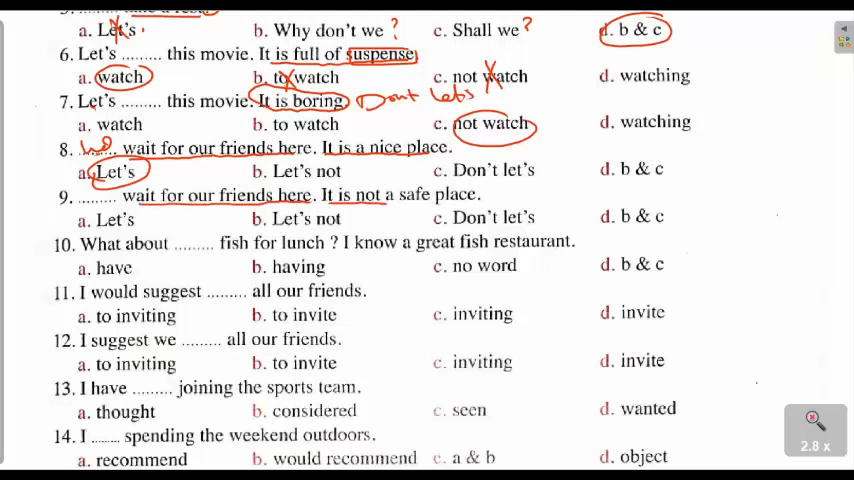 a. Let's b. Why don't we ? c. Shall we ? d. b & c
6. Let's ......... this movie. It is full of suspense
a. watch b. to watch c. not watch d. watching
7. Let's ......... this movie. It is boring Dont Lets
a. watch b. to watch c. not watch d. watching
8. ......... wait for our friends here. It is a nice place.
a. Let's b. Let's not c. Don't let's d. b & c
9. ......... wait for our friends here. It is not a safe place.
a. Let's b. Let's not c. Don't let's d. b & c
10. What about ......... fish for lunch ? I know a great fish restaurant.
a. have b. having c. no word d. b & c
11. I would suggest ......... all our friends.
a. to inviting b. to invite c. inviting d. invite
12. I suggest we ......... all our friends.
a. to inviting b. to invite c. inviting d. invite
13. I have ......... joining the sports team.
a. thought b. considered c. seen d. wanted
14. I ......... spending the weekend outdoors.
a. recommend b. would recommend c. a & b d. object
2.8 x